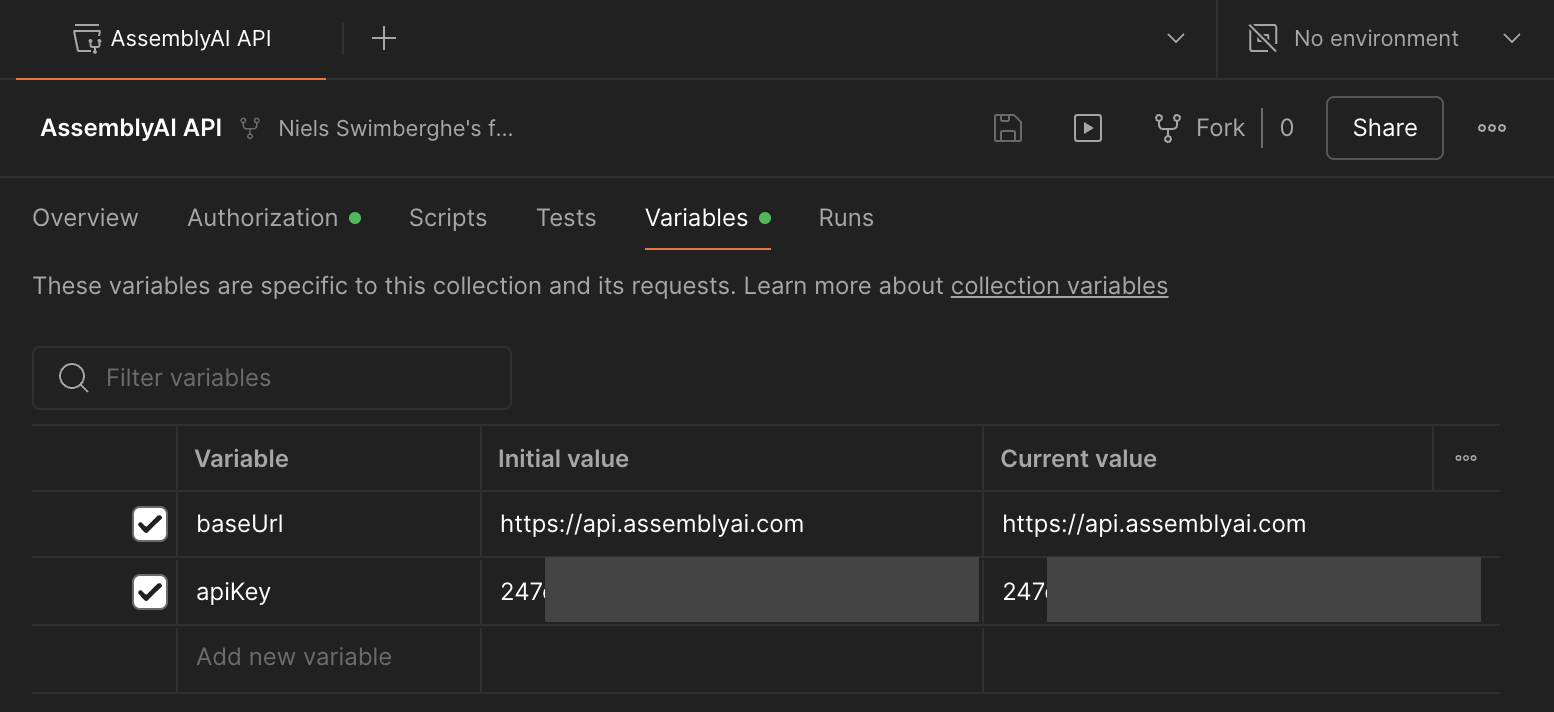 AssemblyAI API
No environment
AssemblyAI API Niels Swimberghe's f... Fork 0 Share
Overview Authorization Scripts Tests Variables Runs
These variables are specific to this collection and its requests. Learn more about collection variables
Filter variables
Variable Initial value Current value
baseUrl https://api.assemblyai.com https://api.assemblyai.com
apiKey 247 247
Add new variable